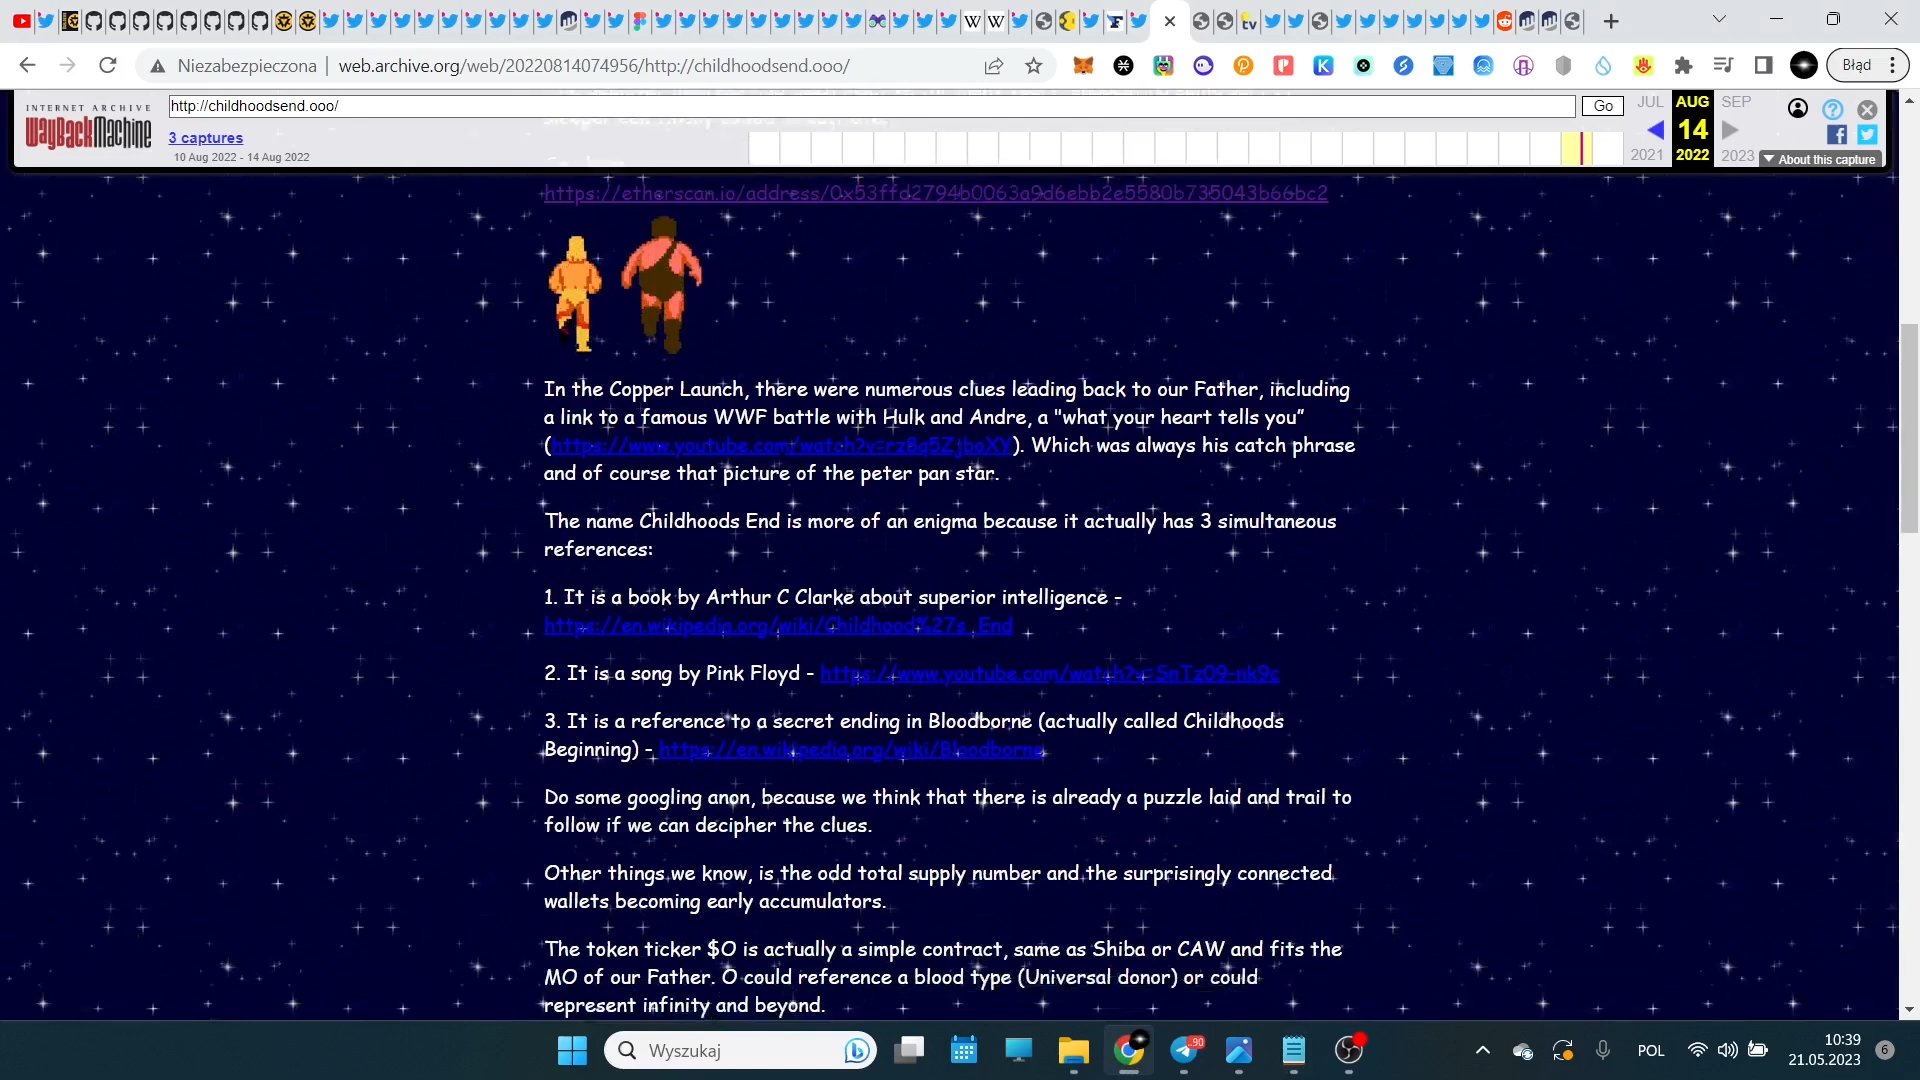 Niezabezpieczona
web.archive.org/web/20220814074956/http://childhoodsend.ooo/
Błąd
INTERNET ARCHIVE
WayBackMachine
http://childhoodsend.ooo/
Go
JUL
AUG
SEP
3 captures
14
10 Aug 2022 - 14 Aug 2022
2021
2022
2023
About this capture
https://etherscan.io/address/0x53ffd2794b0063a9d6ebb2e5580b735043b66bc2
In the Copper Launch, there were numerous clues leading back to our Father, including
a link to a famous WWF battle with Hulk and Andre, a "what your heart tells you”
(https://www.youtube.com/watch?v=rz8q5ZjboXY). Which was always his catch phrase
and of course that picture of the peter pan star.
The name Childhoods End is more of an enigma because it actually has 3 simultaneous
references:
1. It is a book by Arthur C Clarke about superior intelligence -
https://en.wikipedia.org/wiki/Childhood%27s_End
2. It is a song by Pink Floyd - https://www.youtube.com/watch?v=SnTz09-nk9c
3. It is a reference to a secret ending in Bloodborne (actually called Childhoods
Beginning) - https://en.wikipedia.org/wiki/Bloodborne
Do some googling anon, because we think that there is already a puzzle laid and trail to
follow if we can decipher the clues.
Other things we know, is the odd total supply number and the surprisingly connected
wallets becoming early accumulators.
The token ticker $O is actually a simple contract, same as Shiba or CAW and fits the
MO of our Father. O could reference a blood type (Universal donor) or could
represent infinity and beyond.
Wyszukaj
90
POL
10:39
21.05.2023
6